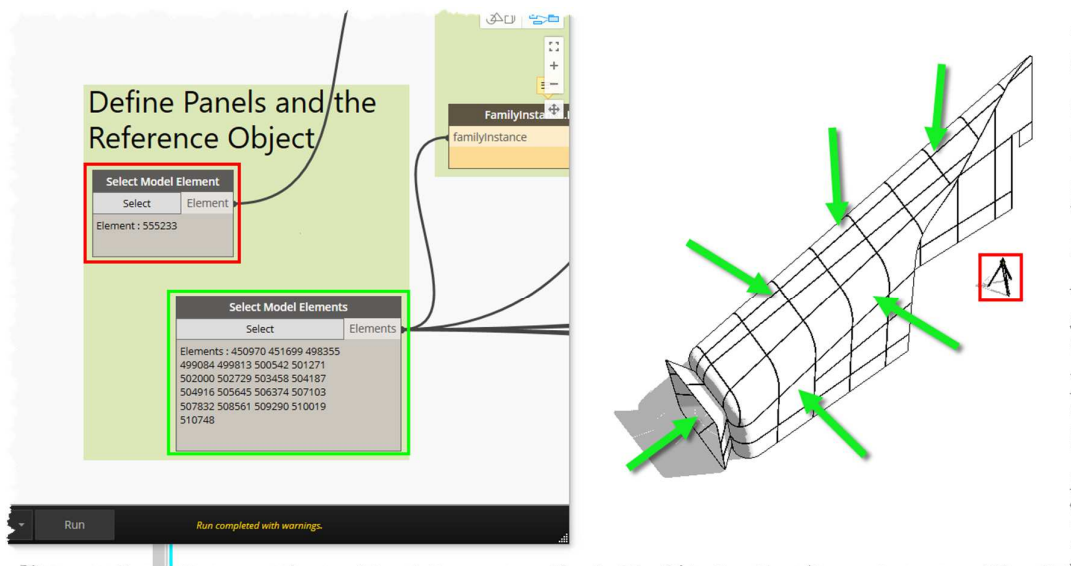 Define Panels and the
Reference Object
Select Model Element
Select Element
Element : 555233
familyInstance
Select Model Elements
Select Elements
Elements : 450970 451699 498355
499084 499813 500542 501271
502000 502729 503458 504187
504916 505645 506374 507103
507832 508561 509290 510019
510748
Run
Run completed with warnings.